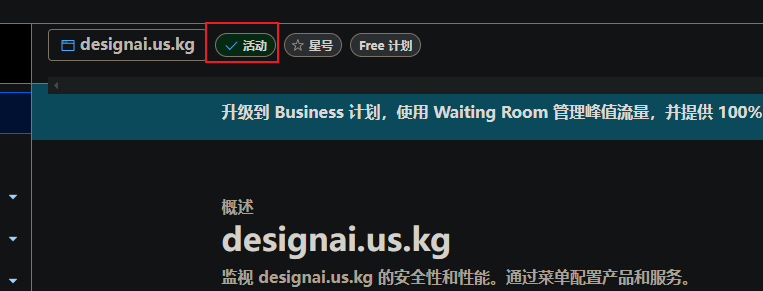 designai.us.kg 活动 星号 Free 计划
升级到 Business 计划，使用 Waiting Room 管理峰值流量，并提供 100%
概述
designai.us.kg
监视 designai.us.kg 的安全性和性能。通过菜单配置产品和服务。